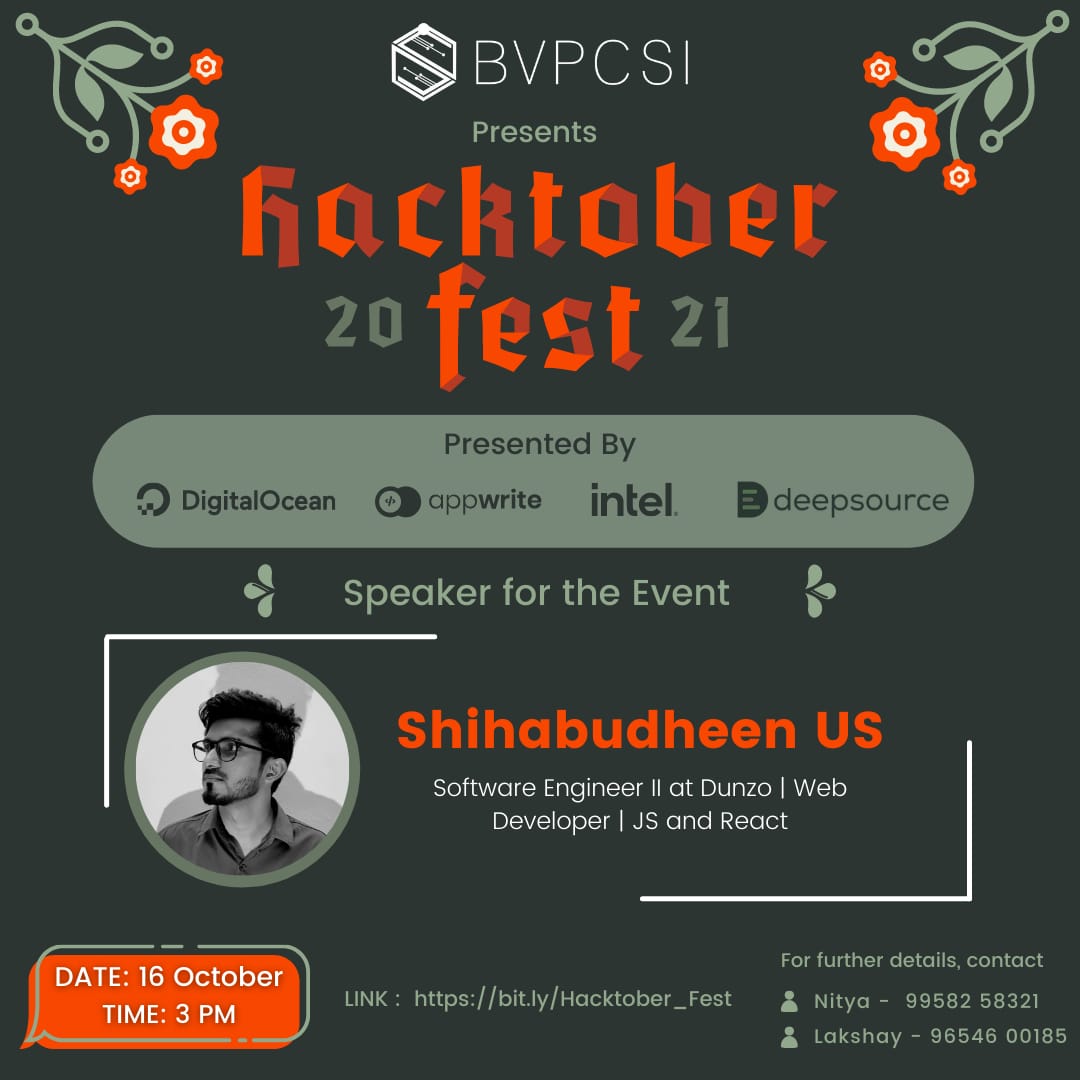 BVPCSI
Presents
hacktober
20 fest 21
Presented By
DigitalOcean appwrite intel. deepsource
Speaker for the Event
Shihabudheen US
Software Engineer II at Dunzo | Web
Developer | JS and React
DATE: 16 October
TIME: 3 PM
LINK : https://bit.ly/Hacktober_Fest
For further details, contact
Nitya - 99582 58321
Lakshay - 96546 00185